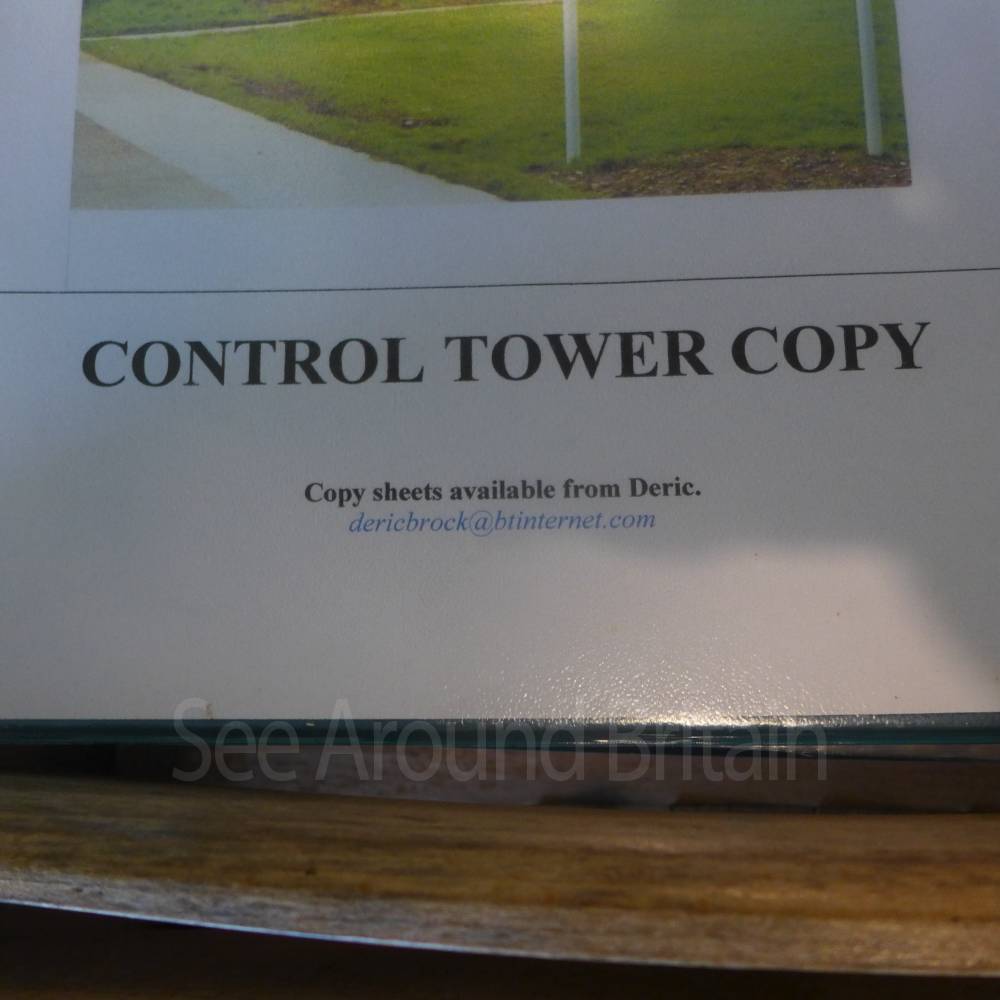 CONTROL TOWER COPY
Copy sheets available from Deric.
dericbrock@btinternet.com
See Around Britain